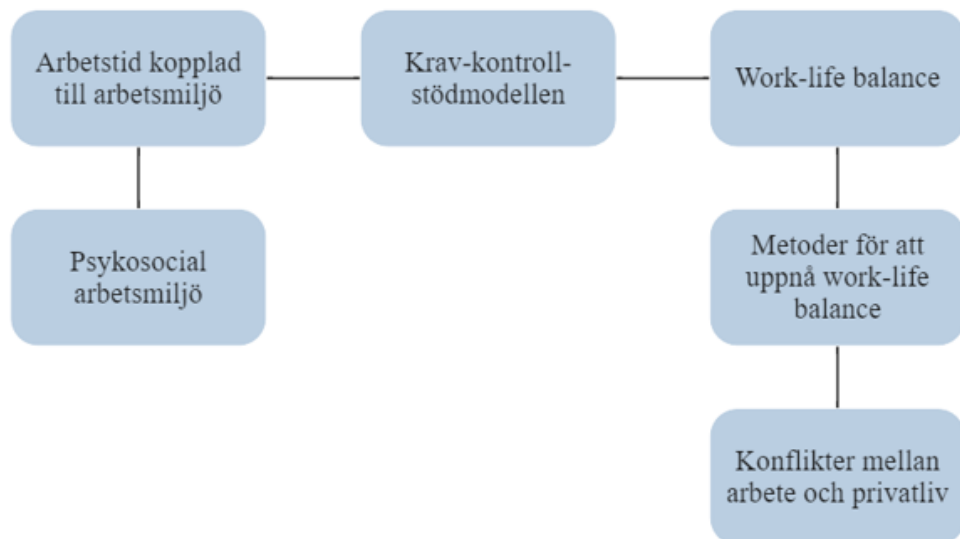 Arbetstid kopplad
till arbetsmiljö
Krav-kontroll-
stödmodellen
Work-life balance
Psykosocial
arbetsmiljö
Metoder för att
uppnå work-life
balance
Konflikter mellan
arbete och privatliv